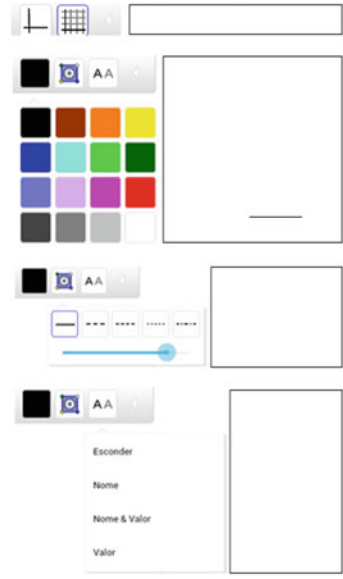 AA
AA
AA
Esconder
Nome
Nome & Valor
Valor